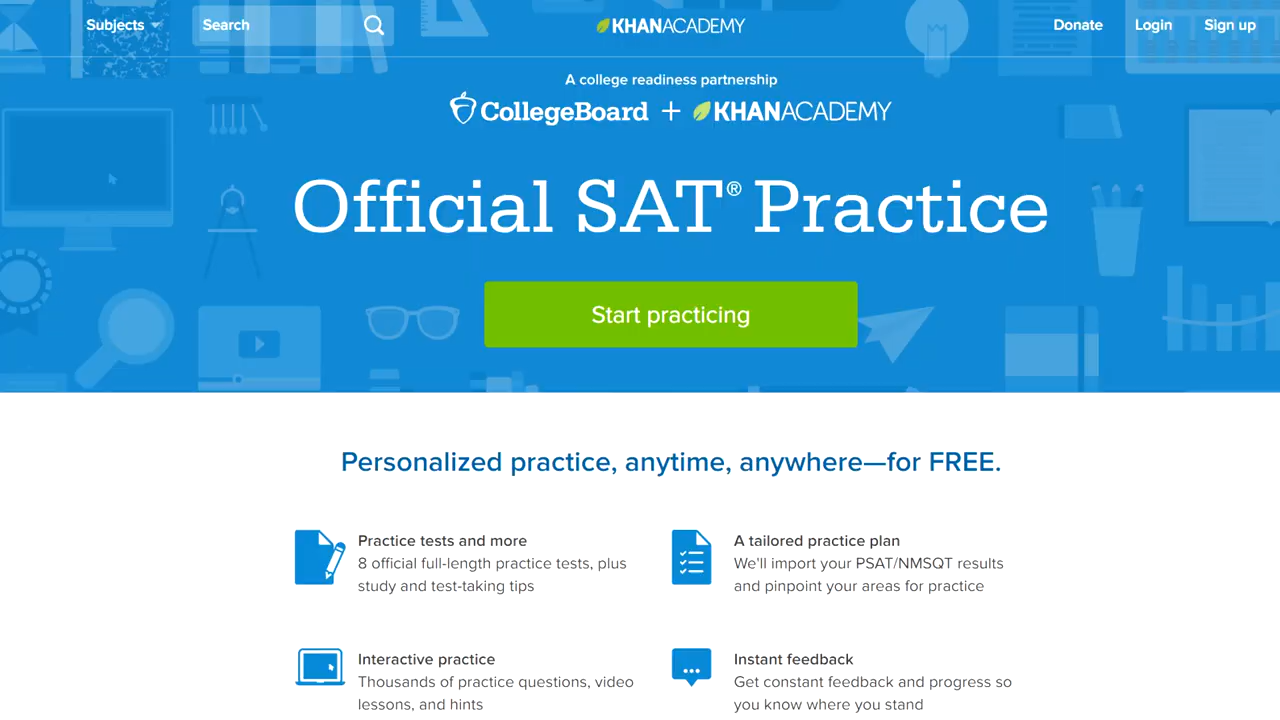 Subjects Search KHANACADEMY Donate Login Sign up
A college readiness partnership
CollegeBoard + KHANACADEMY
Official SAT® Practice
Start practicing
Personalized practice, anytime, anywhere—for FREE.
Practice tests and more
8 official full-length practice tests, plus
study and test-taking tips
A tailored practice plan
We'll import your PSAT/NMSQT results
and pinpoint your areas for practice
Interactive practice
Thousands of practice questions, video
lessons, and hints
Instant feedback
Get constant feedback and progress so
you know where you stand